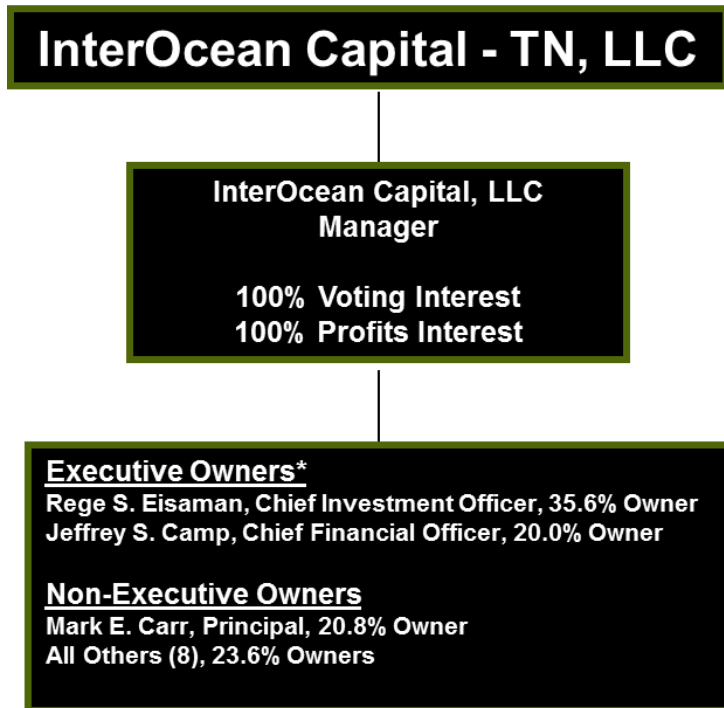 InterOcean Capital - TN, LLC
InterOcean Capital, LLC
Manager
100% Voting Interest
100% Profits Interest
Executive Owners*
Rege S. Eisaman, Chief Investment Officer, 35.6% Owner
Jeffrey S. Camp, Chief Financial Officer, 20.0% Owner
Non-Executive Owners
Mark E. Carr, Principal, 20.8% Owner
All Others (8), 23.6% Owners